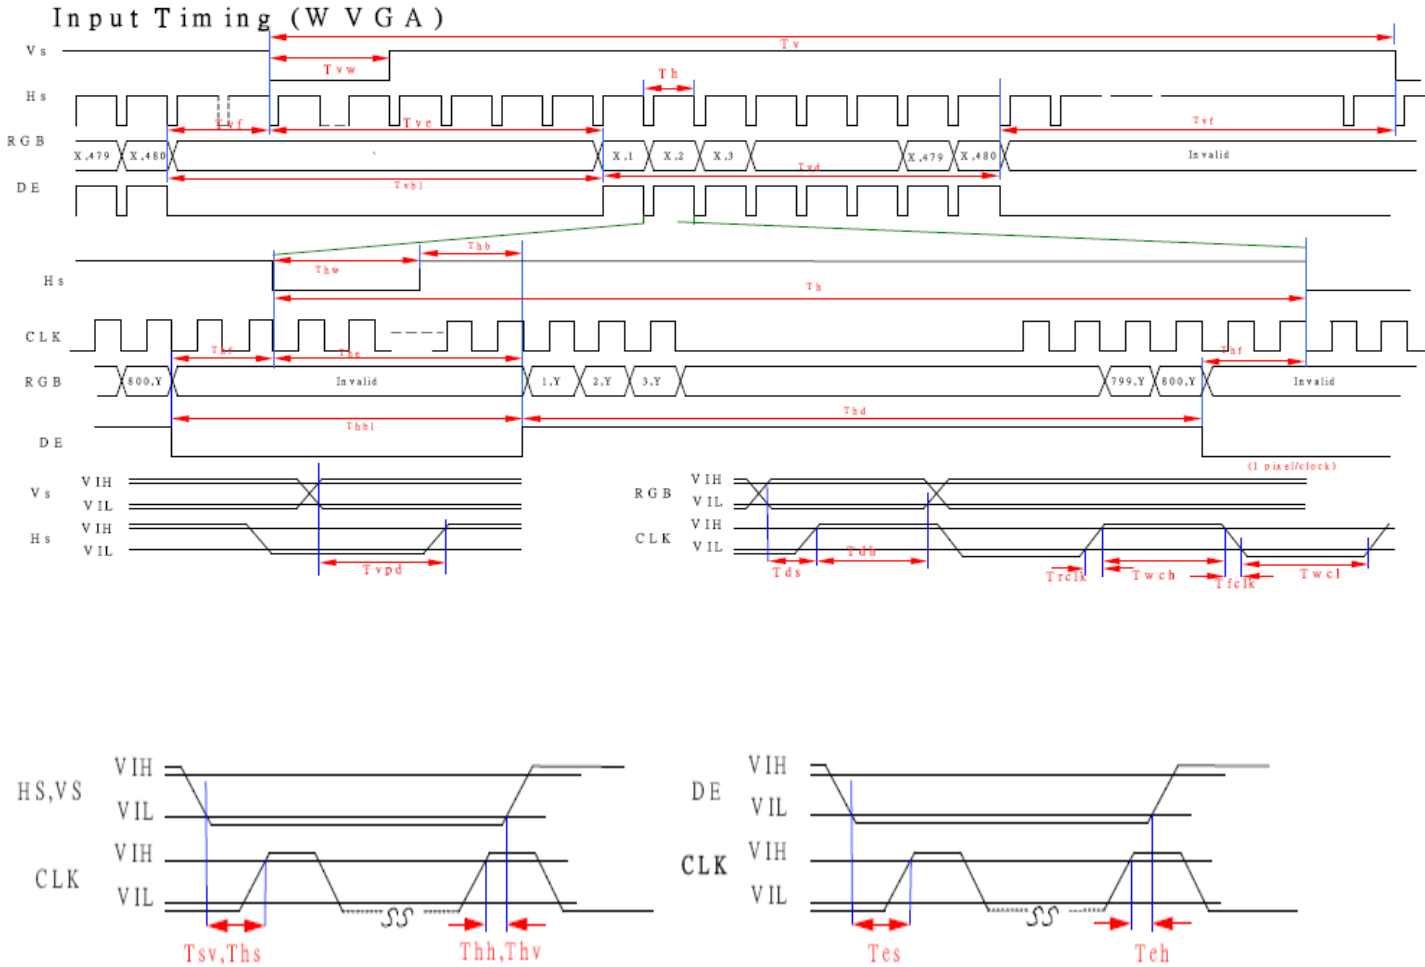 Input Timing (WVGA)
Vs
Tv
Tvw
Th
Hs
Tvf
Tve
Tvf
RGB
X,479
X,480
X,1
X,2
X,3
X,479
X,480
Invalid
Tvd
DE
Tvbl
Thb
Thw
Hs
Th
CLK
Thf
The
Thf
RGB
800,Y
Invalid
1,Y
2,Y
3,Y
799,Y
800,Y
Invalid
Thd
Thbl
DE
(1 pixel/clock)
Vs
VIH
VIL
Hs
VIH
VIL
Tvpd
RGB
VIH
VIL
CLK
VIH
VIL
Tds
Tdh
Trclk
Twch
Tfclk
Twcl
HS,VS
VIH
VIL
CLK
VIH
VIL
SS
Tsv,Ths
Thh,Thv
DE
VIH
VIL
CLK
VIH
VIL
SS
Tes
Teh